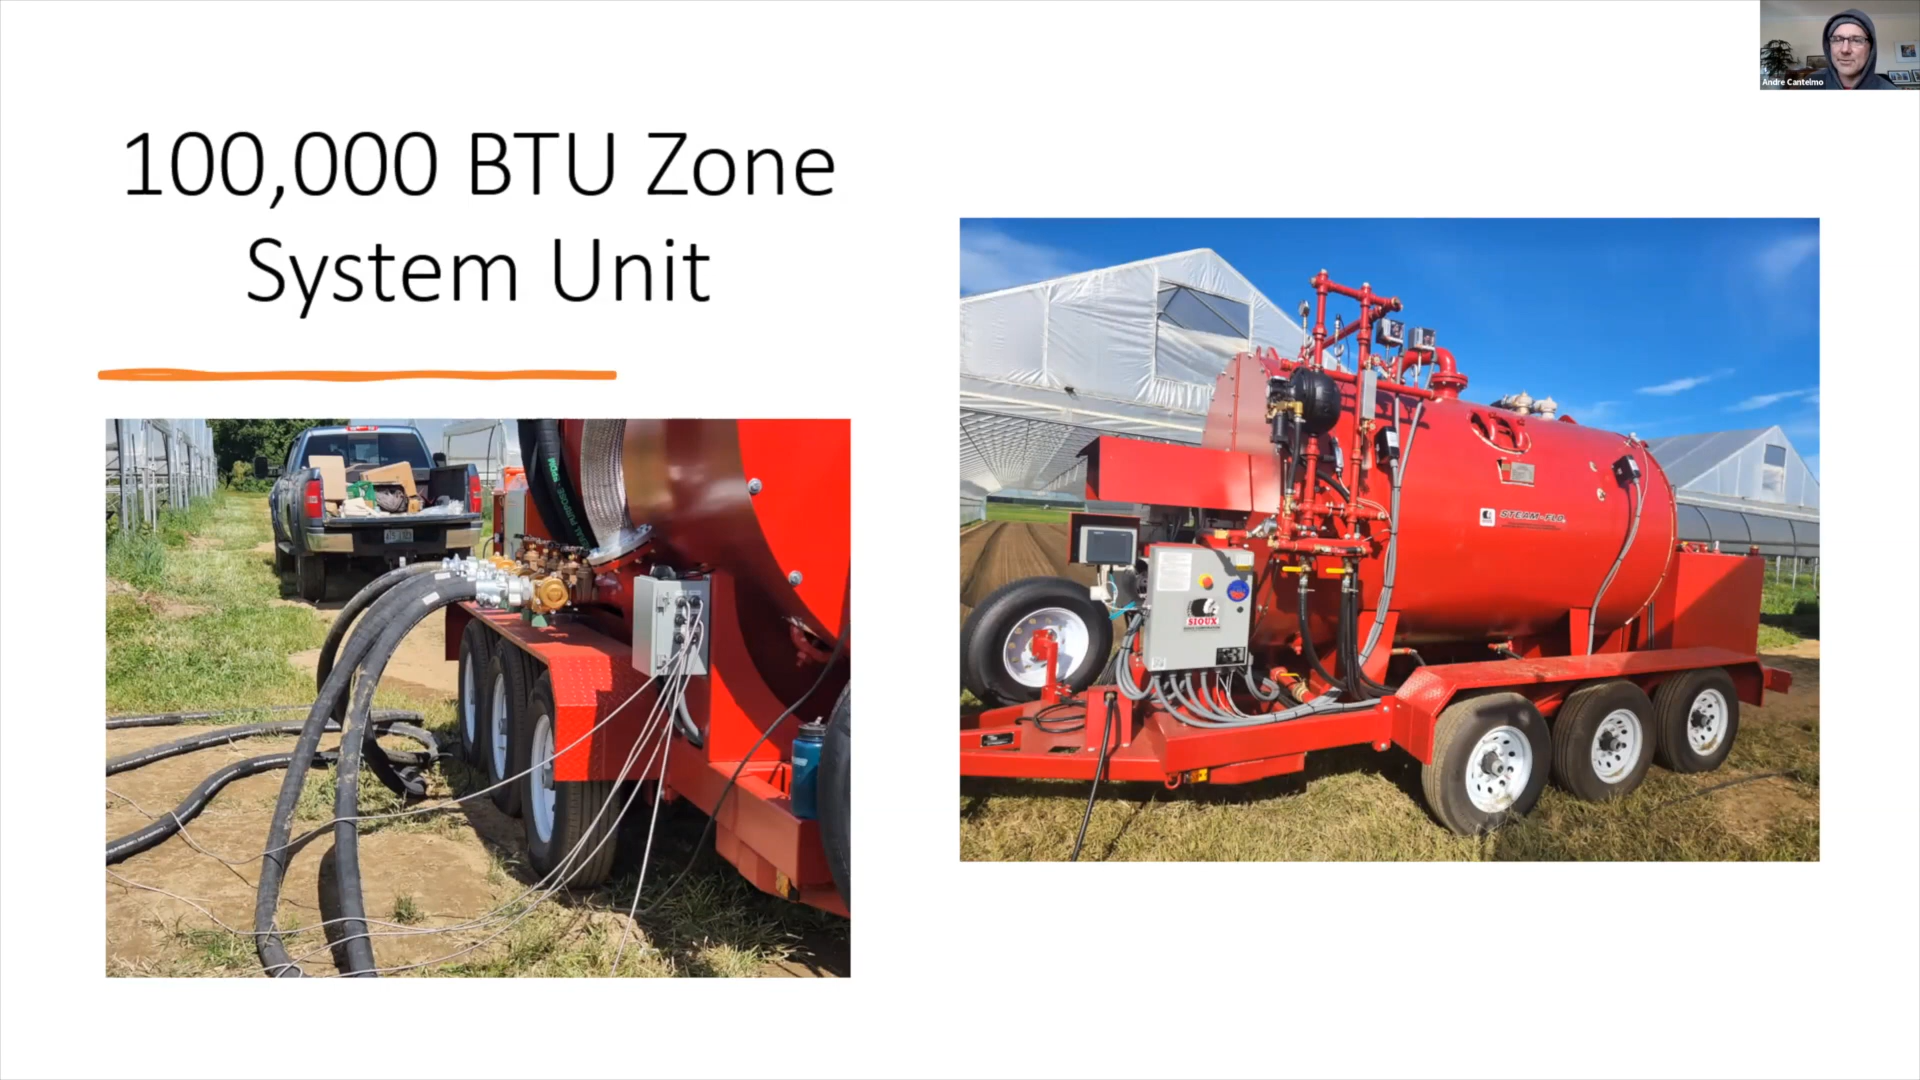 Andre Cantelmo
100,000 BTU Zone
System Unit
STEAM-FLO
SIOUX